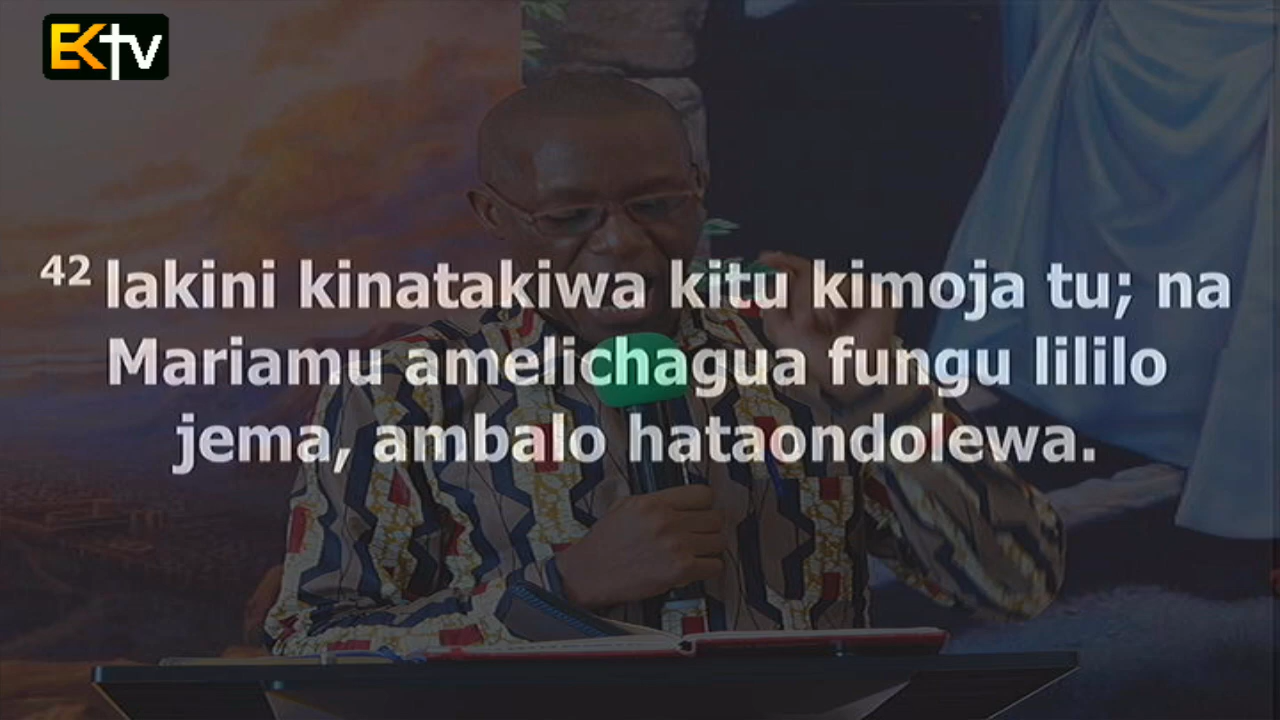 EKTV
42 lakini kinatakiwa kitu kimoja tu; na
Mariamu amelichagua fungu lililo
jema, ambalo hataondolewa.